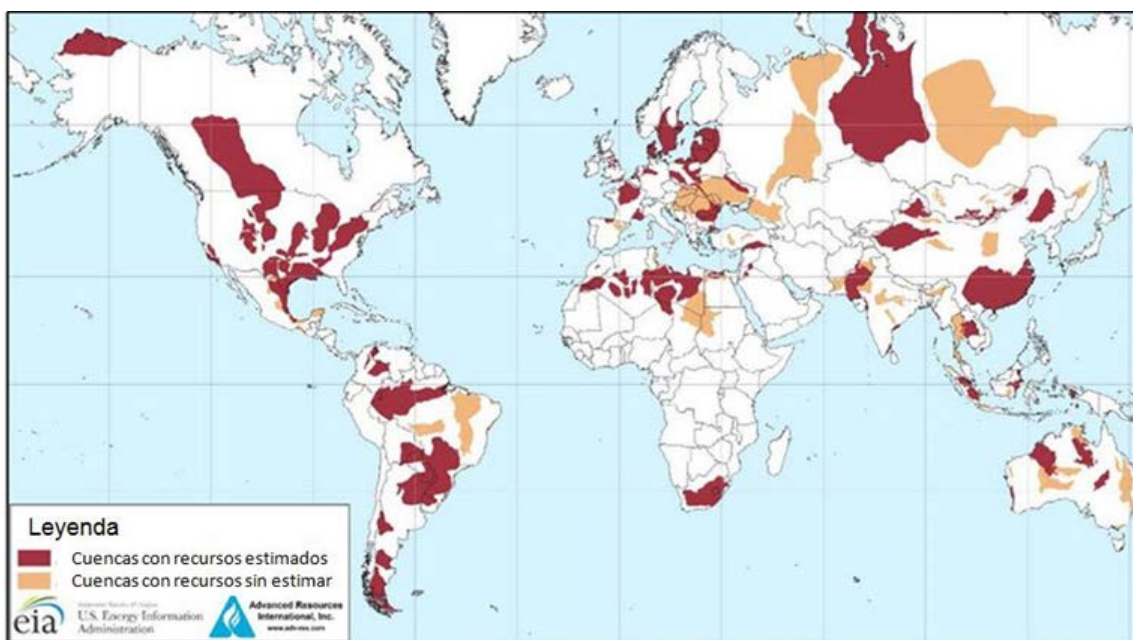 Leyenda
Cuencas con recursos estimados
Cuencas con recursos sin estimar
eia
U.S. Energy Information
Administration
Advanced Resources
International, Inc.
www.adv-res.com